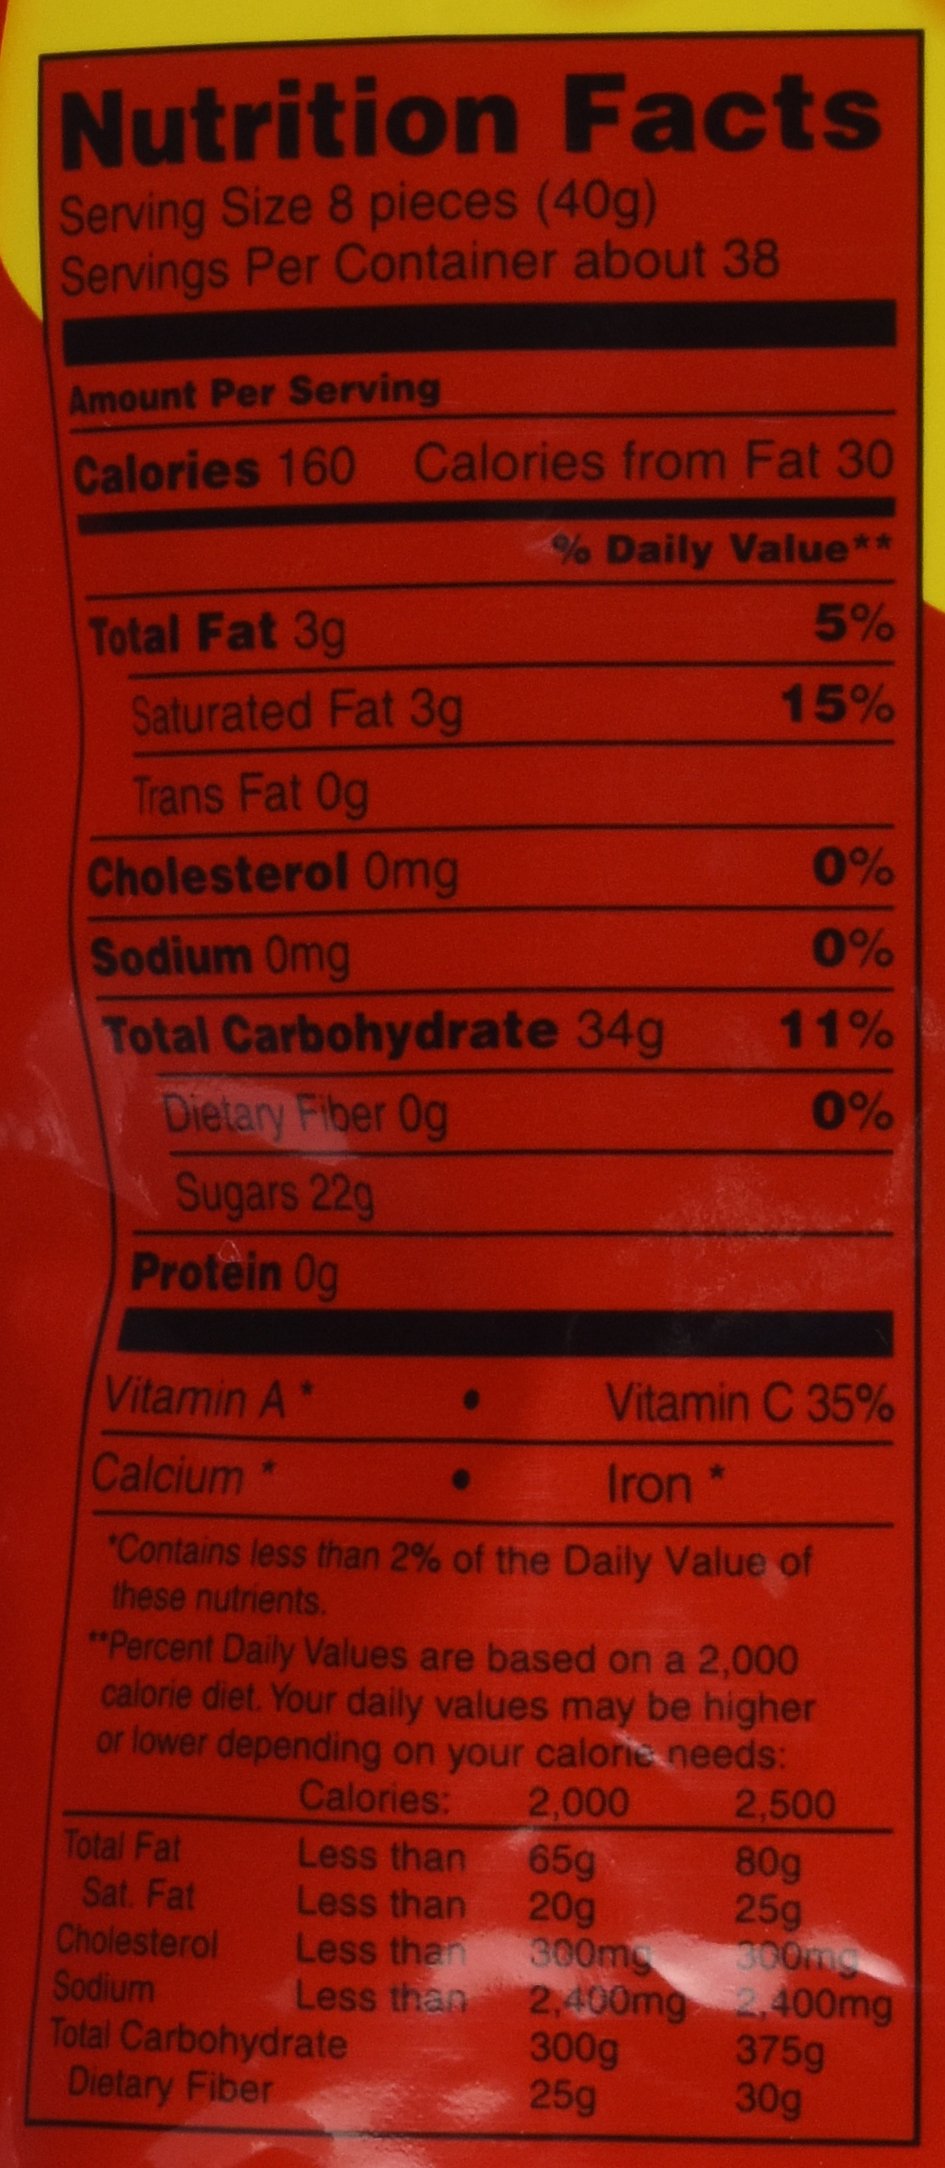 Nutrition Facts
Serving Size 8 pieces (40g)
Servings Per Container about 38
Amount Per Serving
Calories 160 Calories from Fat 30
% Daily Value**
Total Fat 3g 5%
Saturated Fat 3g 15%
Trans Fat 0g
Cholesterol 0mg 0%
Sodium 0mg 0%
Total Carbohydrate 34g 11%
Dietary Fiber 0g 0%
Sugars 22g
Protein 0g
Vitamin A * • Vitamin C 35%
Calcium * • Iron *
*Contains less than 2% of the Daily Value of
these nutrients.
**Percent Daily Values are based on a 2,000
calorie diet. Your daily values may be higher
or lower depending on your calorie needs:
Calories: 2,000 2,500
Total Fat Less than 65g 80g
Sat. Fat Less than 20g 25g
Cholesterol Less than 300mg 300mg
Sodium Less than 2,400mg 2,400mg
Total Carbohydrate 300g 375g
Dietary Fiber 25g 30g